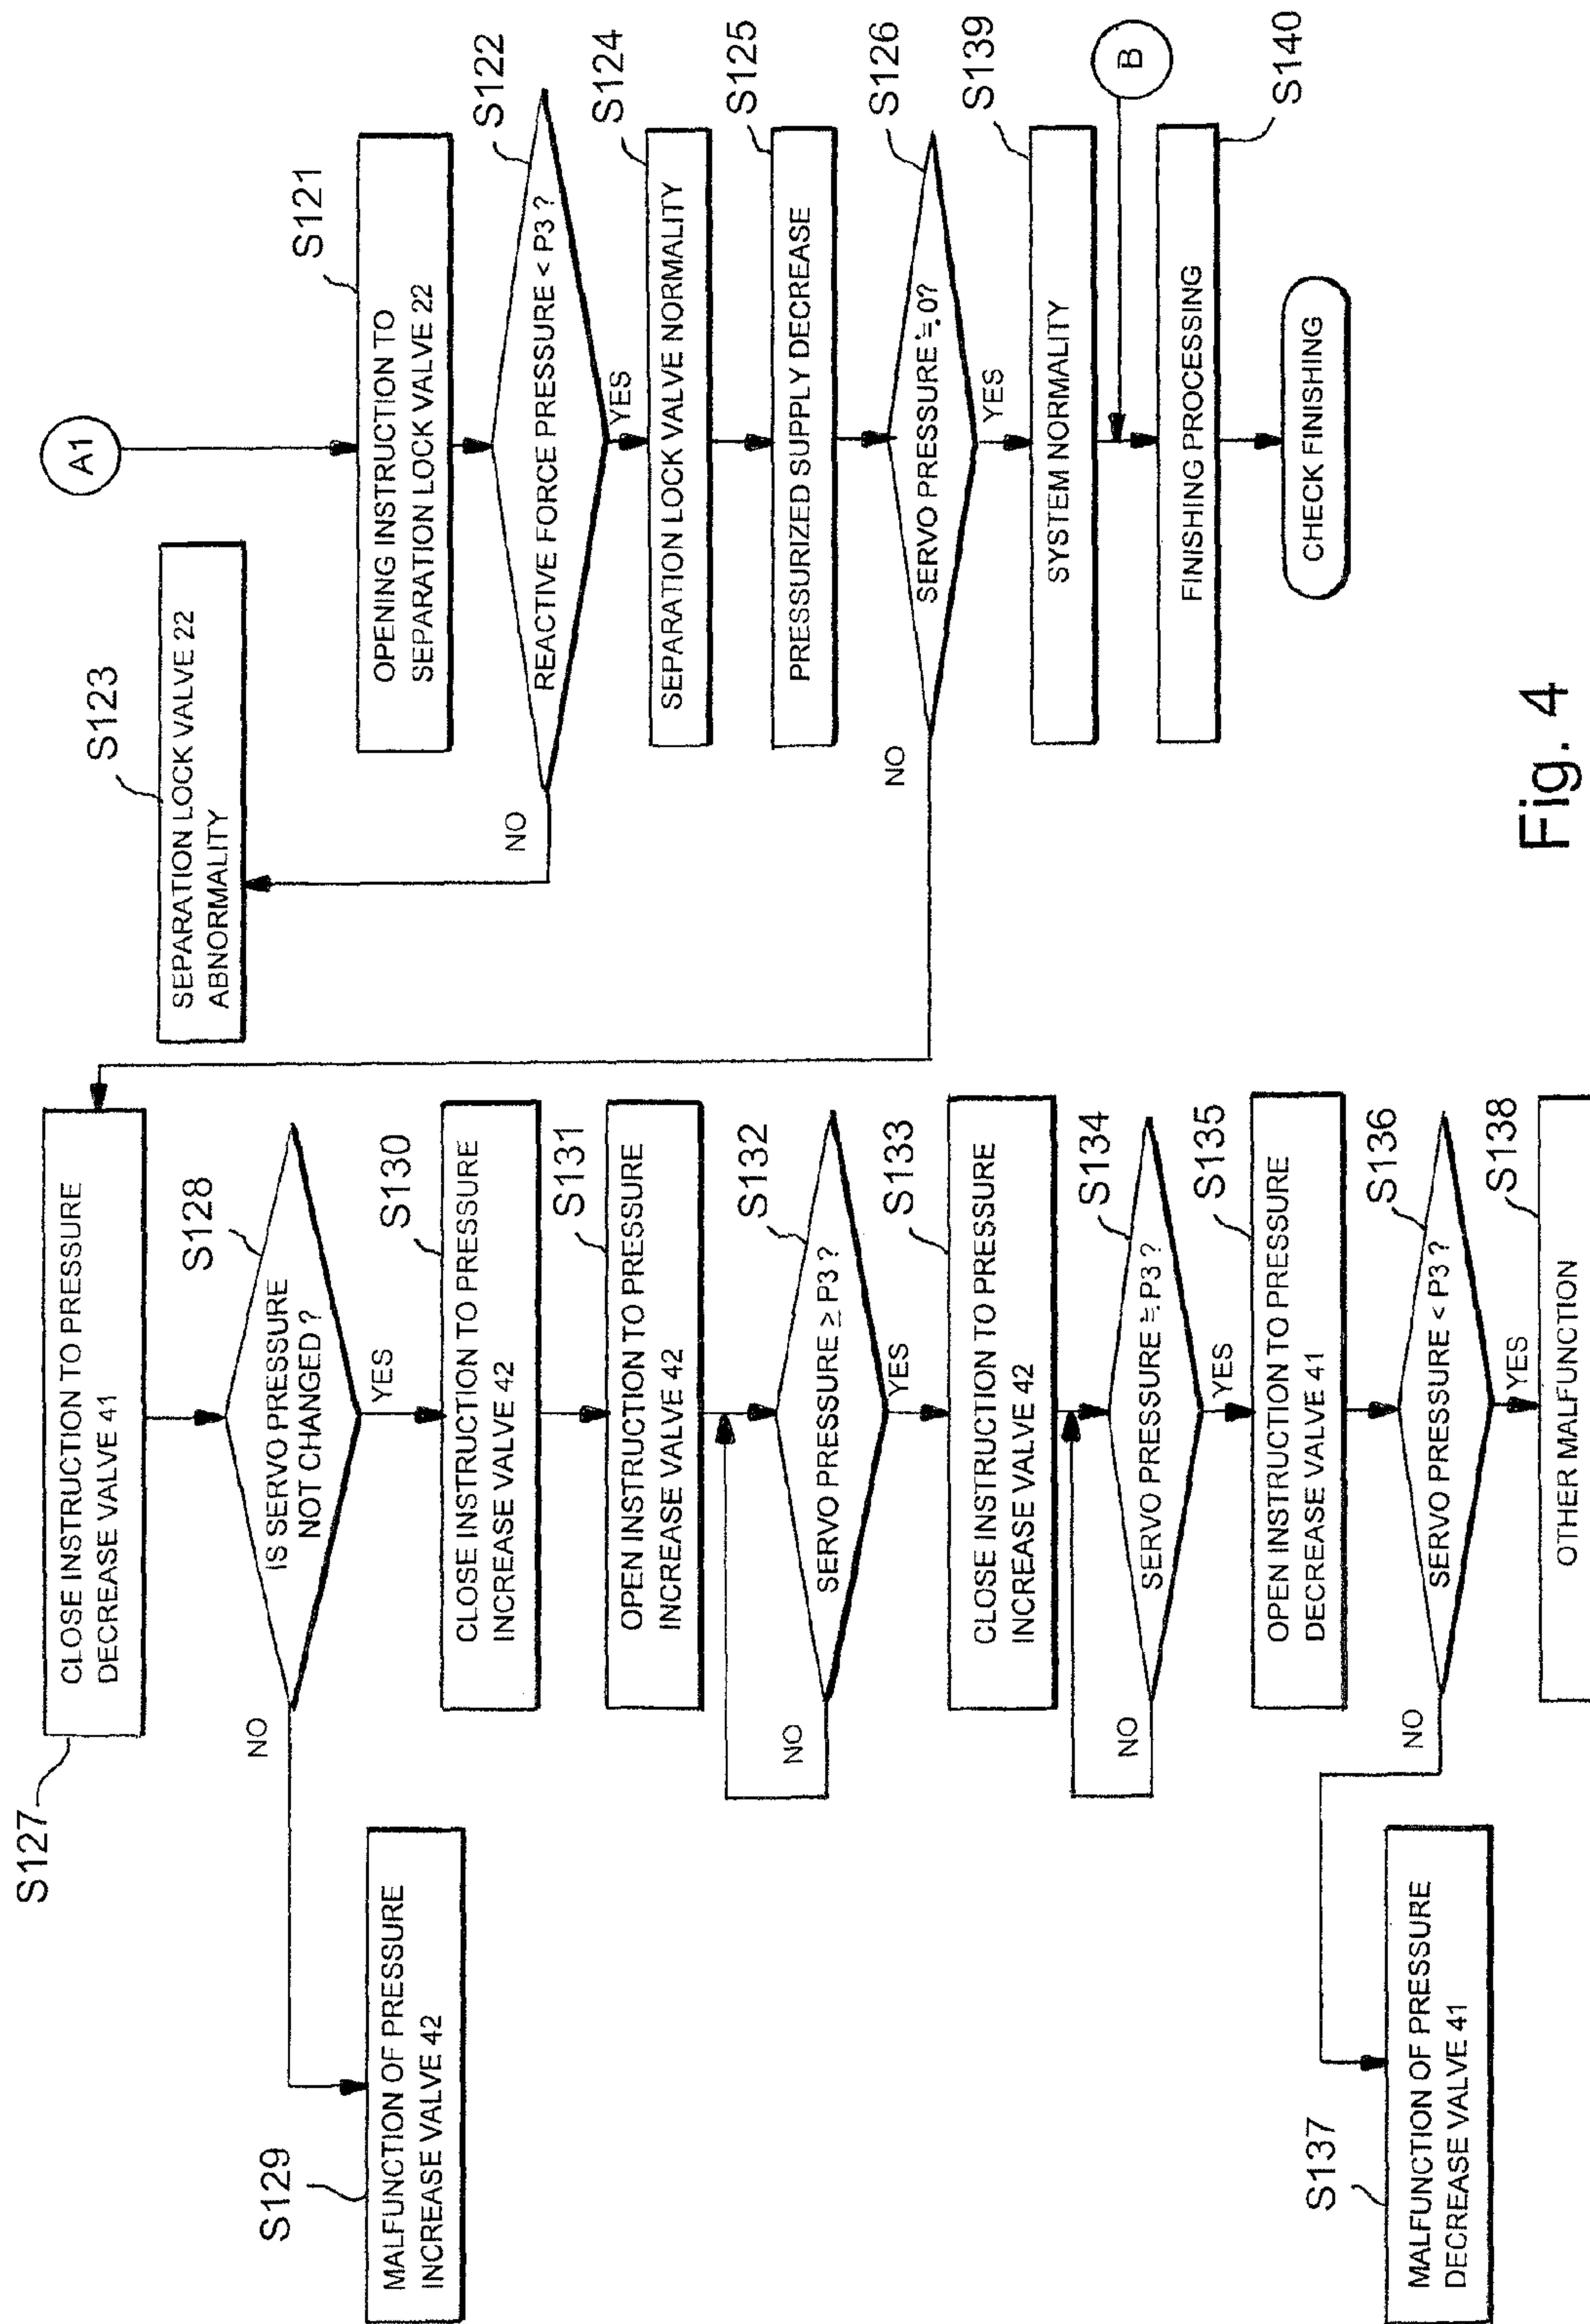 A1
S121
OPENING INSTRUCTION TO
SEPARATION LOCK VALVE 22
S122
REACTIVE FORCE PRESSURE < P3 ?
NO
YES
S123
SEPARATION LOCK VALVE 22
ABNORMALITY
S124
SEPARATION LOCK VALVE NORMALITY
S125
PRESSURIZED SUPPLY DECREASE
S126
SERVO PRESSURE ≒ 0?
NO
YES
S139
SYSTEM NORMALITY
B
S140
FINISHING PROCESSING
CHECK FINISHING
S127
CLOSE INSTRUCTION TO PRESSURE
DECREASE VALVE 41
S128
IS SERVO PRESSURE
NOT CHANGED ?
NO
YES
S129
MALFUNCTION OF PRESSURE
INCREASE VALVE 42
S130
CLOSE INSTRUCTION TO PRESSURE
INCREASE VALVE 42
S131
OPEN INSTRUCTION TO PRESSURE
INCREASE VALVE 42
S132
SERVO PRESSURE ≥ P3 ?
NO
YES
S133
CLOSE INSTRUCTION TO PRESSURE
INCREASE VALVE 42
S134
SERVO PRESSURE ≒ P3 ?
NO
YES
S135
OPEN INSTRUCTION TO PRESSURE
DECREASE VALVE 41
S136
SERVO PRESSURE < P3 ?
NO
YES
S137
MALFUNCTION OF PRESSURE
DECREASE VALVE 41
S138
OTHER MALFUNCTION
Fig. 4